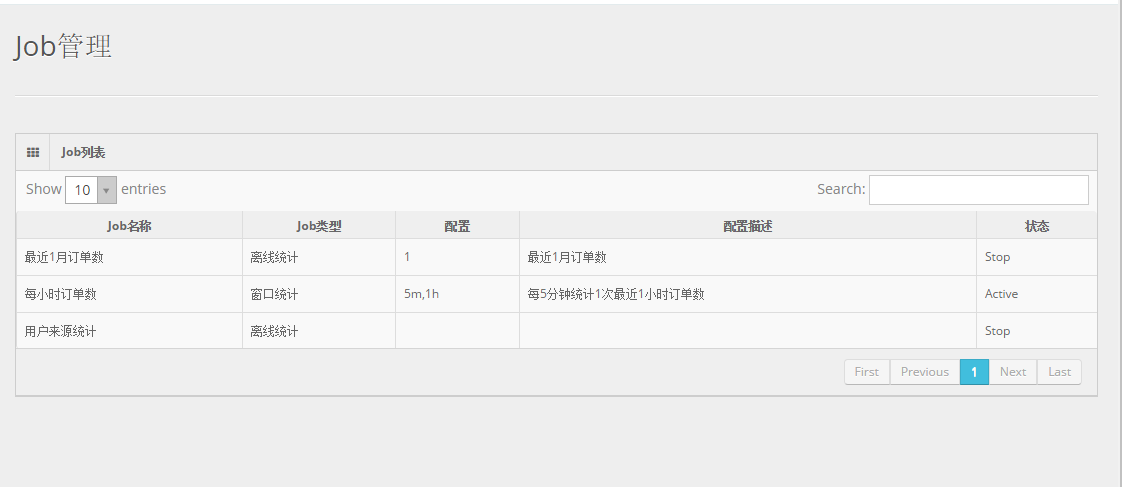 Job管理
Job列表
Show 10 entries Search:
Job名称 Job类型 配置 配置描述 状态
最近1月订单数 离线统计 1 最近1月订单数 Stop
每小时订单数 窗口统计 5m,1h 每5分钟统计1次最近1小时订单数 Active
用户来源统计 离线统计 Stop
First Previous 1 Next Last